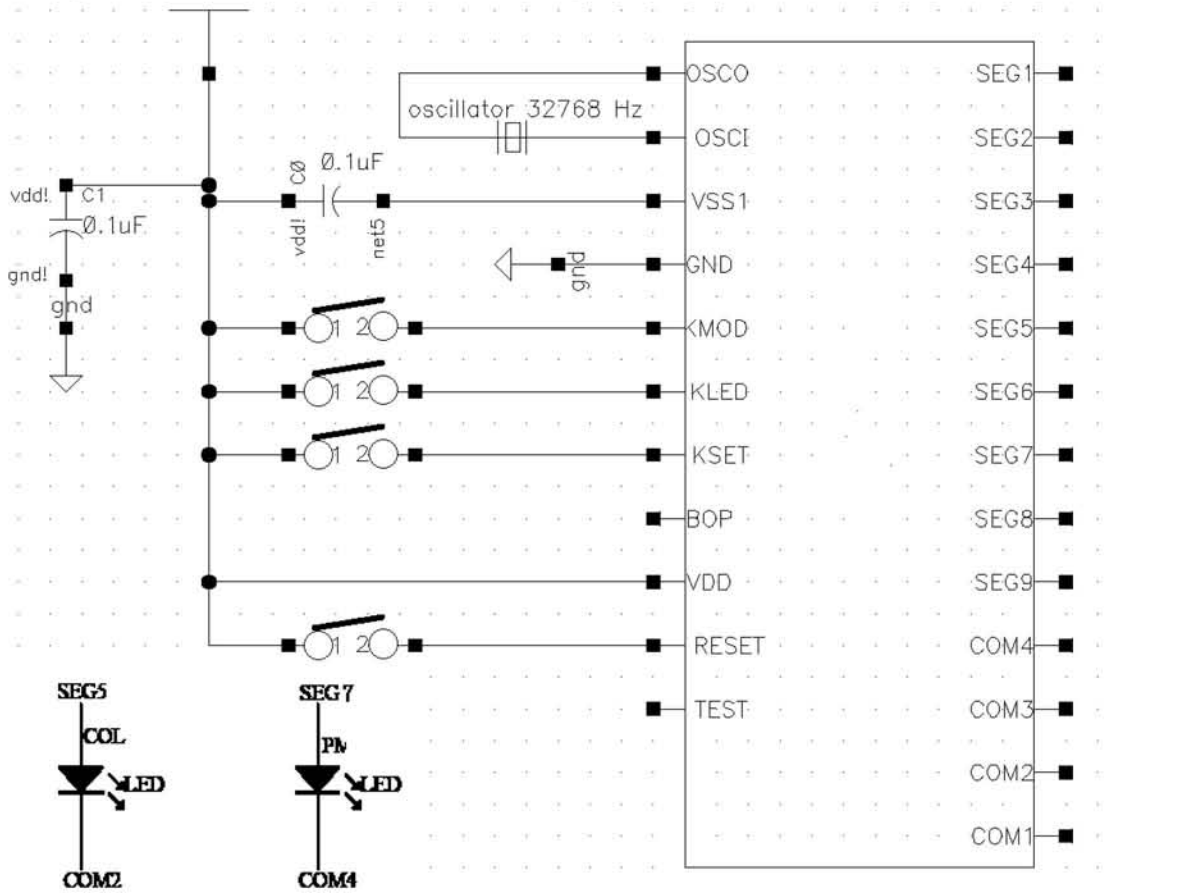 OSCO SEG1
oscillator 32768 Hz
OSCI SEG2
C0 0.1uF
vdd! C1
VSS1 SEG3
0.1uF
vdd! net5
gnd!
gnd
gnd
GND SEG4
1 2 KMOD SEG5
1 2 KLED SEG6
1 2 KSET SEG7
BOP SEG8
VDD SEG9
1 2 RESET COM4
TEST COM3
COM2
COM1
SEG5
COL
LED
COM2
SEG7
PM
LED
COM4